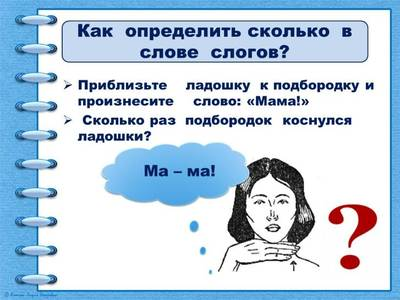 Как определить сколько в
слове слогов?
Приблизьте ладошку к подбородку и
произнесите слово: «Мама!»
Сколько раз подбородок коснулся
ладошки?
Ма – ма!
?